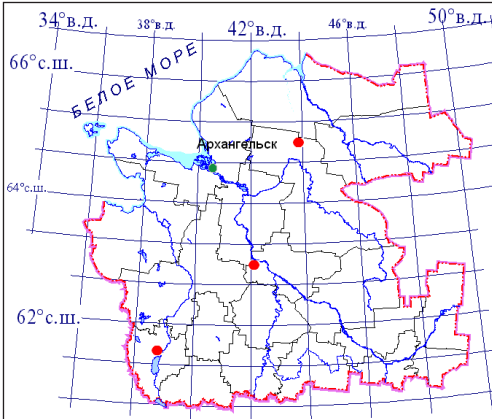 34°в.д.
38°в.д.
42°в.д.
46°в.д.
50°в.д.
66°с.ш.
БЕЛОЕ МОРЕ
Архангельск
64°с.ш.
62°с.ш.